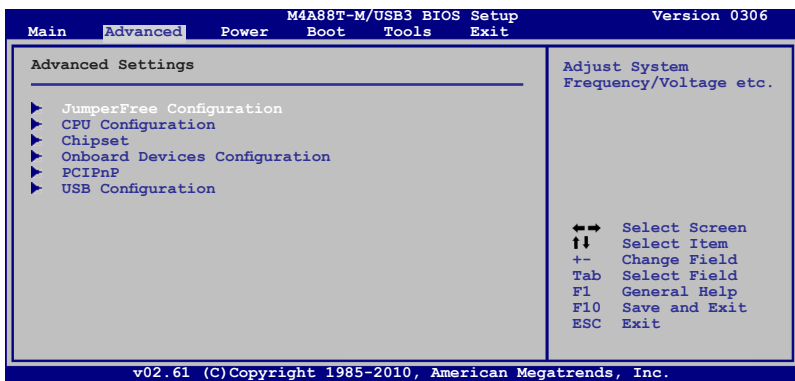 M4A88T-M/USB3 BIOS Setup Version 0306
Main Advanced Power Boot Tools Exit
Advanced Settings
JumperFree Configuration
CPU Configuration
Chipset
Onboard Devices Configuration
PCIPnP
USB Configuration
Adjust System
Frequency/Voltage etc.
←→ Select Screen
↑↓ Select Item
+- Change Field
Tab Select Field
F1 General Help
F10 Save and Exit
ESC Exit
v02.61 (C)Copyright 1985-2010, American Megatrends, Inc.